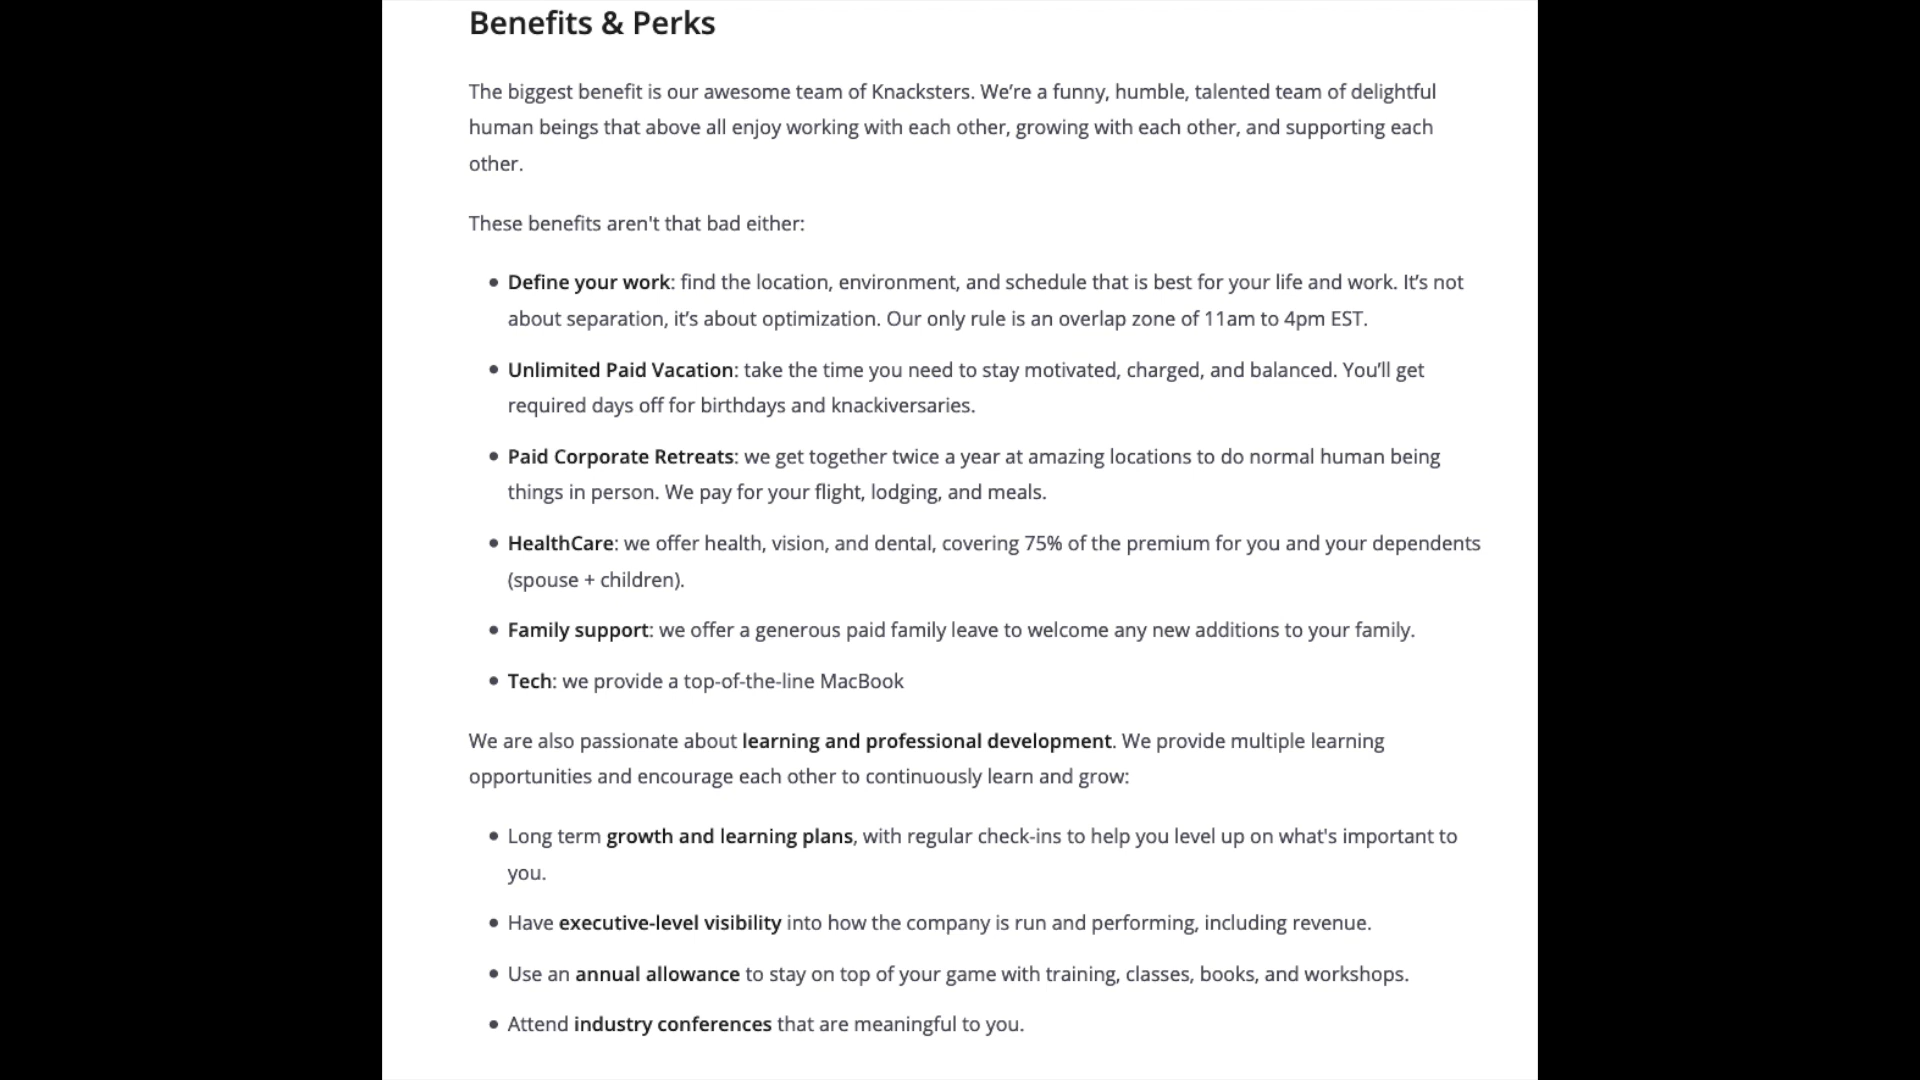 Benefits & Perks
The biggest benefit is our awesome team of Knacksters. We’re a funny, humble, talented team of delightful
human beings that above all enjoy working with each other, growing with each other, and supporting each
other.
These benefits aren't that bad either:
• Define your work: find the location, environment, and schedule that is best for your life and work. It’s not
about separation, it’s about optimization. Our only rule is an overlap zone of 11am to 4pm EST.
• Unlimited Paid Vacation: take the time you need to stay motivated, charged, and balanced. You’ll get
required days off for birthdays and knackiversaries.
• Paid Corporate Retreats: we get together twice a year at amazing locations to do normal human being
things in person. We pay for your flight, lodging, and meals.
• HealthCare: we offer health, vision, and dental, covering 75% of the premium for you and your dependents
(spouse + children).
• Family support: we offer a generous paid family leave to welcome any new additions to your family.
• Tech: we provide a top-of-the-line MacBook
We are also passionate about learning and professional development. We provide multiple learning
opportunities and encourage each other to continuously learn and grow:
• Long term growth and learning plans, with regular check-ins to help you level up on what's important to
you.
• Have executive-level visibility into how the company is run and performing, including revenue.
• Use an annual allowance to stay on top of your game with training, classes, books, and workshops.
• Attend industry conferences that are meaningful to you.